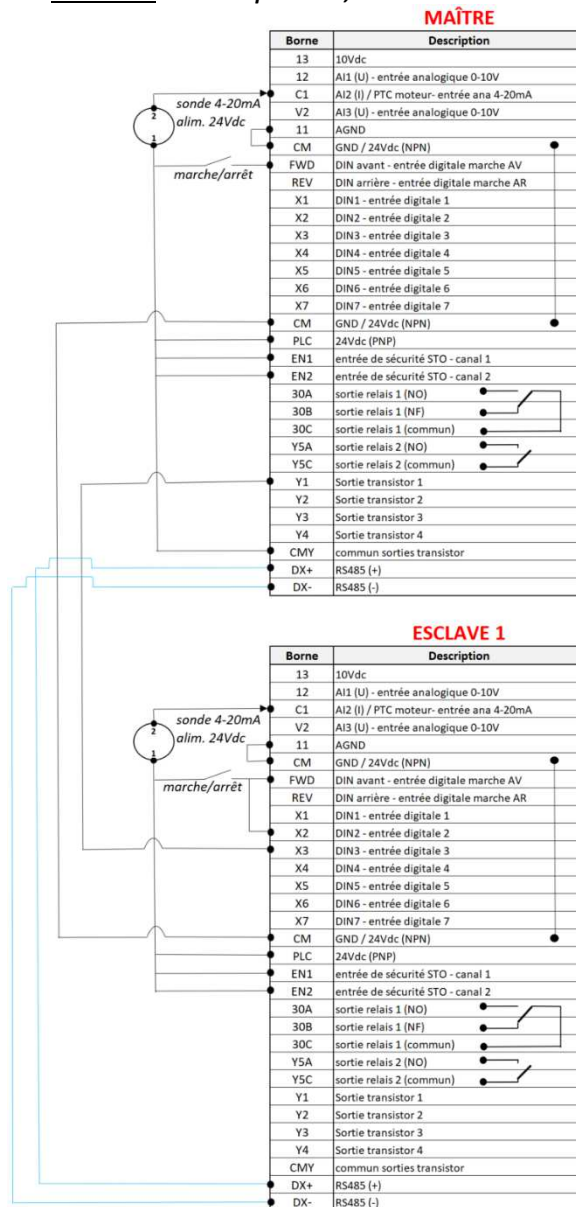 MAÎTRE
Borne Description
13 10Vdc
12 AI1 (U) - entrée analogique 0-10V
C1 AI2 (I) / PTC moteur- entrée ana 4-20mA
V2 AI3 (U) - entrée analogique 0-10V
11 AGND
CM GND / 24Vdc (NPN)
FWD DIN avant - entrée digitale marche AV
REV DIN arrière - entrée digitale marche AR
X1 DIN1 - entrée digitale 1
X2 DIN2 - entrée digitale 2
X3 DIN3 - entrée digitale 3
X4 DIN4 - entrée digitale 4
X5 DIN5 - entrée digitale 5
X6 DIN6 - entrée digitale 6
X7 DIN7 - entrée digitale 7
CM GND / 24Vdc (NPN)
PLC 24Vdc (PNP)
EN1 entrée de sécurité STO - canal 1
EN2 entrée de sécurité STO - canal 2
30A sortie relais 1 (NO)
30B sortie relais 1 (NF)
30C sortie relais 1 (commun)
Y5A sortie relais 2 (NO)
Y5C sortie relais 2 (commun)
Y1 Sortie transistor 1
Y2 Sortie transistor 2
Y3 Sortie transistor 3
Y4 Sortie transistor 4
CMY commun sorties transistor
DX+ RS485 (+)
DX- RS485 (-)
sonde 4-20mA
2
alim. 24Vdc
1
marche/arrêt
ESCLAVE 1
Borne Description
13 10Vdc
12 AI1 (U) - entrée analogique 0-10V
C1 AI2 (I) / PTC moteur- entrée ana 4-20mA
V2 AI3 (U) - entrée analogique 0-10V
11 AGND
CM GND / 24Vdc (NPN)
FWD DIN avant - entrée digitale marche AV
REV DIN arrière - entrée digitale marche AR
X1 DIN1 - entrée digitale 1
X2 DIN2 - entrée digitale 2
X3 DIN3 - entrée digitale 3
X4 DIN4 - entrée digitale 4
X5 DIN5 - entrée digitale 5
X6 DIN6 - entrée digitale 6
X7 DIN7 - entrée digitale 7
CM GND / 24Vdc (NPN)
PLC 24Vdc (PNP)
EN1 entrée de sécurité STO - canal 1
EN2 entrée de sécurité STO - canal 2
30A sortie relais 1 (NO)
30B sortie relais 1 (NF)
30C sortie relais 1 (commun)
Y5A sortie relais 2 (NO)
Y5C sortie relais 2 (commun)
Y1 Sortie transistor 1
Y2 Sortie transistor 2
Y3 Sortie transistor 3
Y4 Sortie transistor 4
CMY commun sorties transistor
DX+ RS485 (+)
DX- RS485 (-)
sonde 4-20mA
2
alim. 24Vdc
1
marche/arrêt